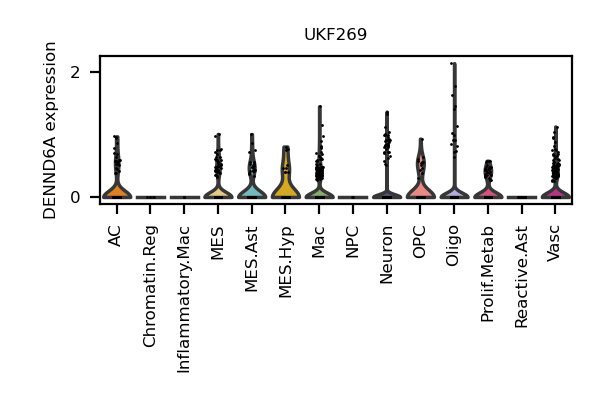 UKF269
DENND6A expression
2
0
AC
Chromatin.Reg
Inflammatory.Mac
MES
MES.Ast
MES.Hyp
Mac
NPC
Neuron
OPC
Oligo
Prolif.Metab
Reactive.Ast
Vasc